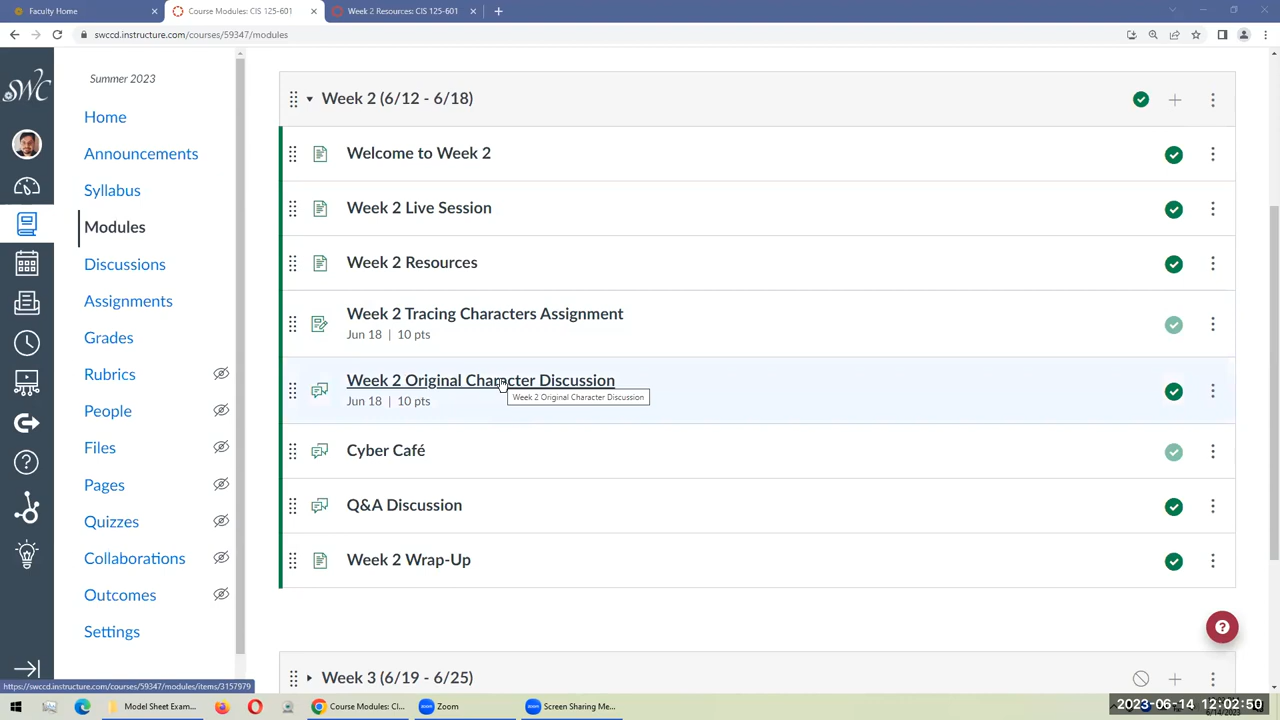 Faculty Home
Course Modules: CIS 125-601
Week 2 Resources: CIS 125-601
swccd.instructure.com/courses/59347/modules
SWC
Summer 2023
Home
Announcements
Syllabus
Modules
Discussions
Assignments
Grades
Rubrics
People
Files
Pages
Quizzes
Collaborations
Outcomes
Settings
Week 2 (6/12 - 6/18)
Welcome to Week 2
Week 2 Live Session
Week 2 Resources
Week 2 Tracing Characters Assignment
Jun 18 | 10 pts
Week 2 Original Character Discussion
Week 2 Original Character Discussion
Jun 18 | 10 pts
Cyber Café
Q&A Discussion
Week 2 Wrap-Up
Week 3 (6/19 - 6/25)
https://swccd.instructure.com/courses/59347/modules/items/3157979
Model Sheet Exam...
Course Modules: CI...
Zoom
Screen Sharing Me...
2023-06-14 12:02:50